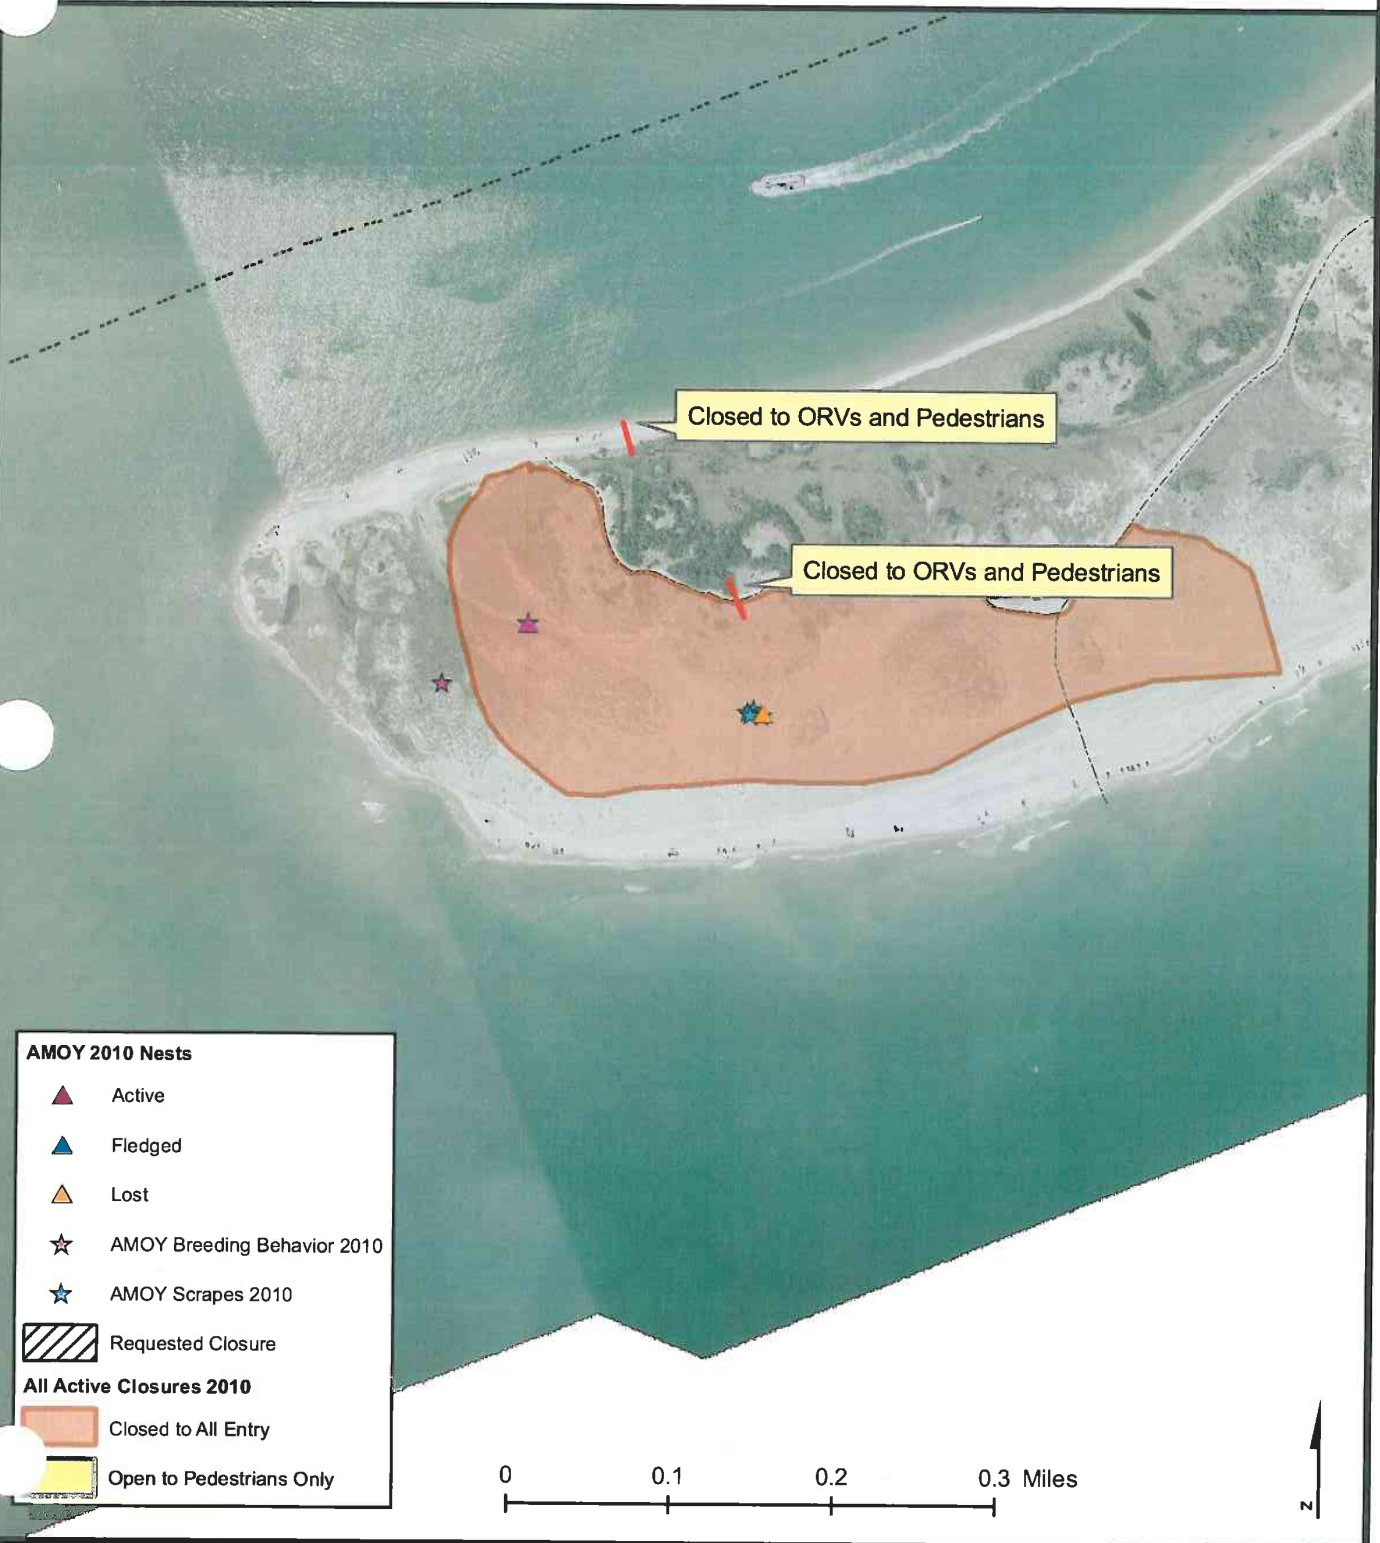 Closed to ORVs and Pedestrians
Closed to ORVs and Pedestrians
AMOY 2010 Nests
Active
Fledged
Lost
AMOY Breeding Behavior 2010
AMOY Scrapes 2010
Requested Closure
All Active Closures 2010
Closed to All Entry
Open to Pedestrians Only
0 0.1 0.2 0.3 Miles
N